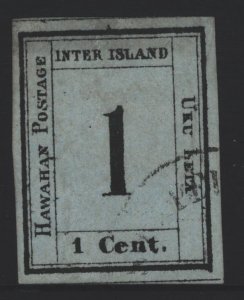 INTER ISLAND
HAWAIIAN POSTAGE
1
UKU LETA
1 Cent.